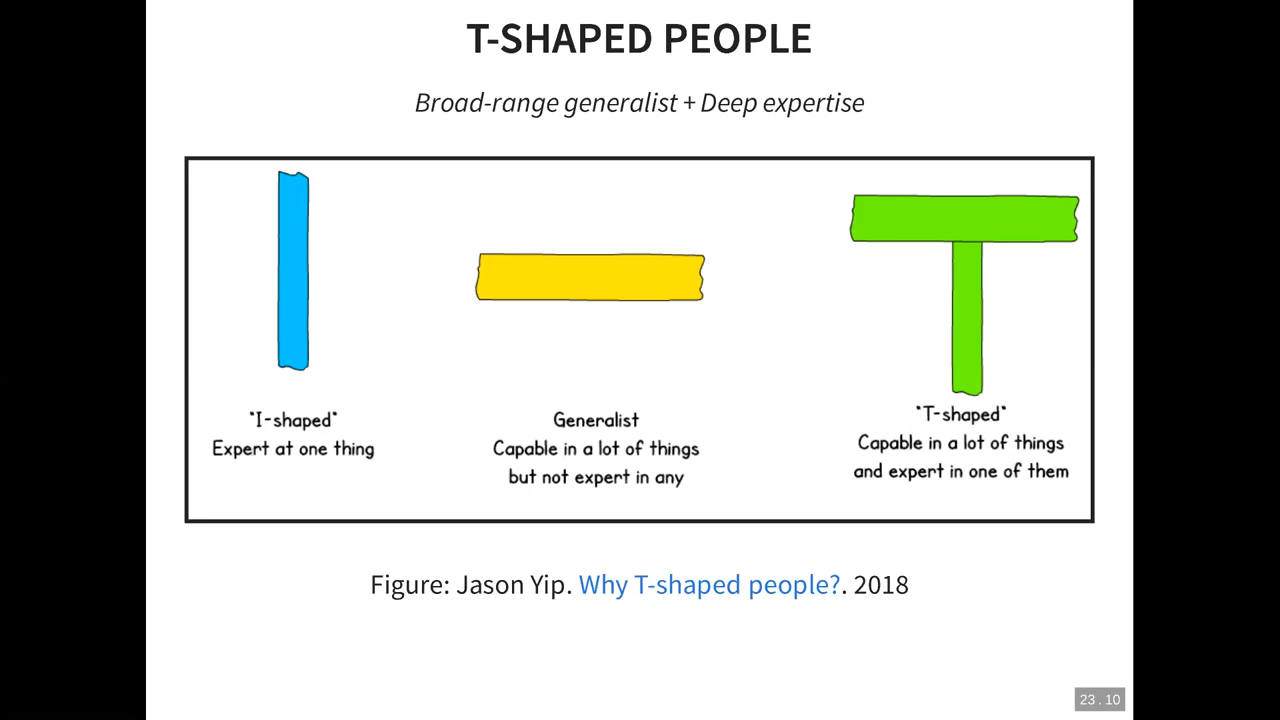 T-SHAPED PEOPLE
Broad-range generalist + Deep expertise
"I-shaped"
Expert at one thing
Generalist
Capable in a lot of things
but not expert in any
"T-shaped"
Capable in a lot of things
and expert in one of them
Figure: Jason Yip. Why T-shaped people?. 2018
23 . 10